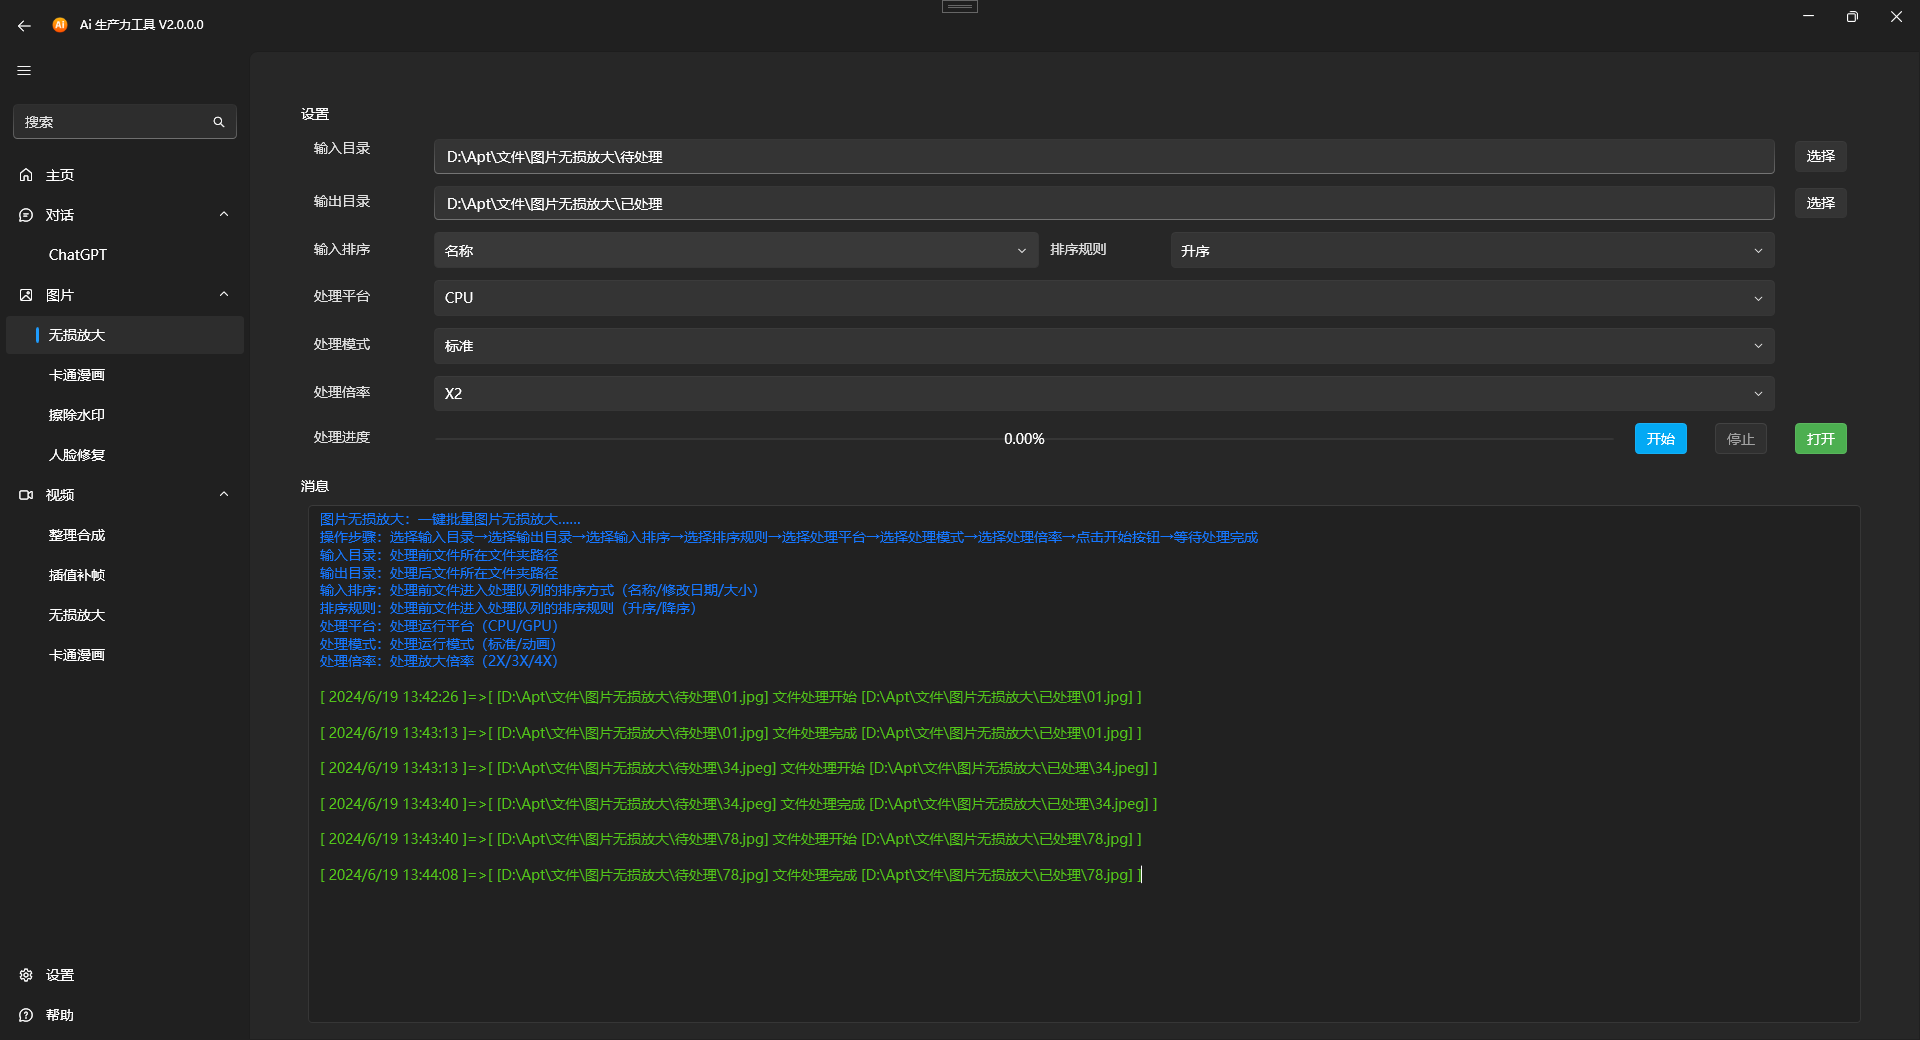 Ai 生产力工具 V2.0.0.0
搜索
主页
对话
ChatGPT
图片
无损放大
卡通漫画
擦除水印
人脸修复
视频
整理合成
插值补帧
无损放大
卡通漫画
设置
帮助
设置
输入目录 D:\Apt\文件\图片无损放大\待处理 选择
输出目录 D:\Apt\文件\图片无损放大\已处理 选择
输入排序 名称 排序规则 升序
处理平台 CPU
处理模式 标准
处理倍率 X2
处理进度 0.00% 开始 停止 打开
消息
图片无损放大：一键批量图片无损放大......
操作步骤：选择输入目录→选择输出目录→选择输入排序→选择排序规则→选择处理平台→选择处理模式→选择处理倍率→点击开始按钮→等待处理完成
输入目录：处理前文件所在文件夹路径
输出目录：处理后文件所在文件夹路径
输入排序：处理前文件进入处理队列的排序方式（名称/修改日期/大小）
排序规则：处理前文件进入处理队列的排序规则（升序/降序）
处理平台：处理运行平台（CPU/GPU）
处理模式：处理运行模式（标准/动画）
处理倍率：处理放大倍率（2X/3X/4X）
[ 2024/6/19 13:42:26 ]=>[ [D:\Apt\文件\图片无损放大\待处理\01.jpg] 文件处理开始 [D:\Apt\文件\图片无损放大\已处理\01.jpg] ]
[ 2024/6/19 13:43:13 ]=>[ [D:\Apt\文件\图片无损放大\待处理\01.jpg] 文件处理完成 [D:\Apt\文件\图片无损放大\已处理\01.jpg] ]
[ 2024/6/19 13:43:13 ]=>[ [D:\Apt\文件\图片无损放大\待处理\34.jpeg] 文件处理开始 [D:\Apt\文件\图片无损放大\已处理\34.jpeg] ]
[ 2024/6/19 13:43:40 ]=>[ [D:\Apt\文件\图片无损放大\待处理\34.jpeg] 文件处理完成 [D:\Apt\文件\图片无损放大\已处理\34.jpeg] ]
[ 2024/6/19 13:43:40 ]=>[ [D:\Apt\文件\图片无损放大\待处理\78.jpg] 文件处理开始 [D:\Apt\文件\图片无损放大\已处理\78.jpg] ]
[ 2024/6/19 13:44:08 ]=>[ [D:\Apt\文件\图片无损放大\待处理\78.jpg] 文件处理完成 [D:\Apt\文件\图片无损放大\已处理\78.jpg] ]